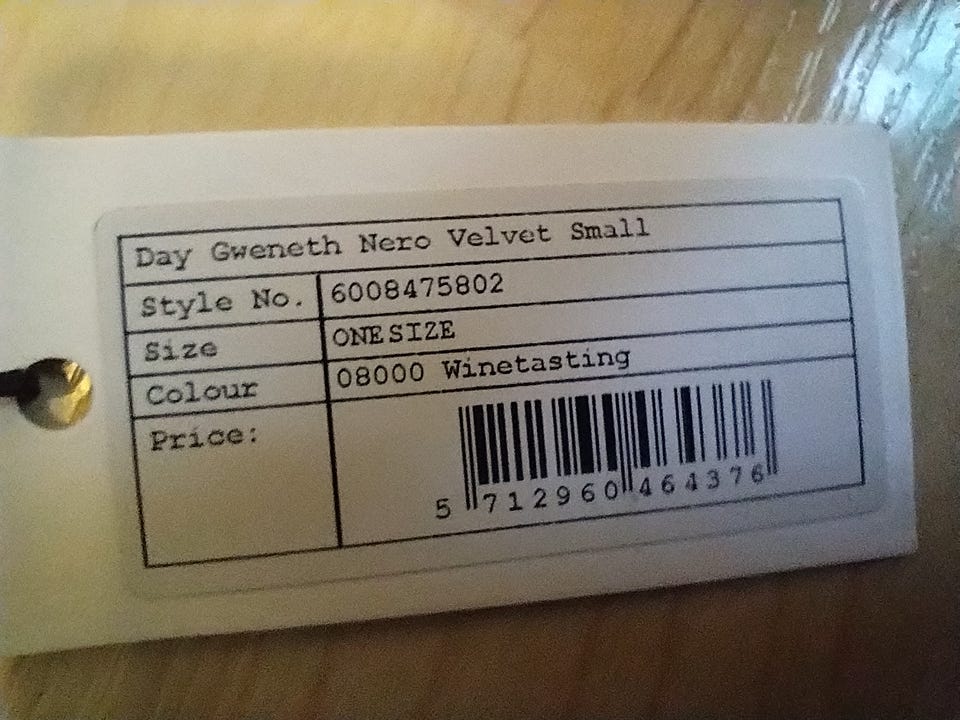 Day Gweneth Nero Velvet Small
Style No. 6008475802
Size ONESIZE
Colour 08000 Winetasting
Price:
5 712960 464376